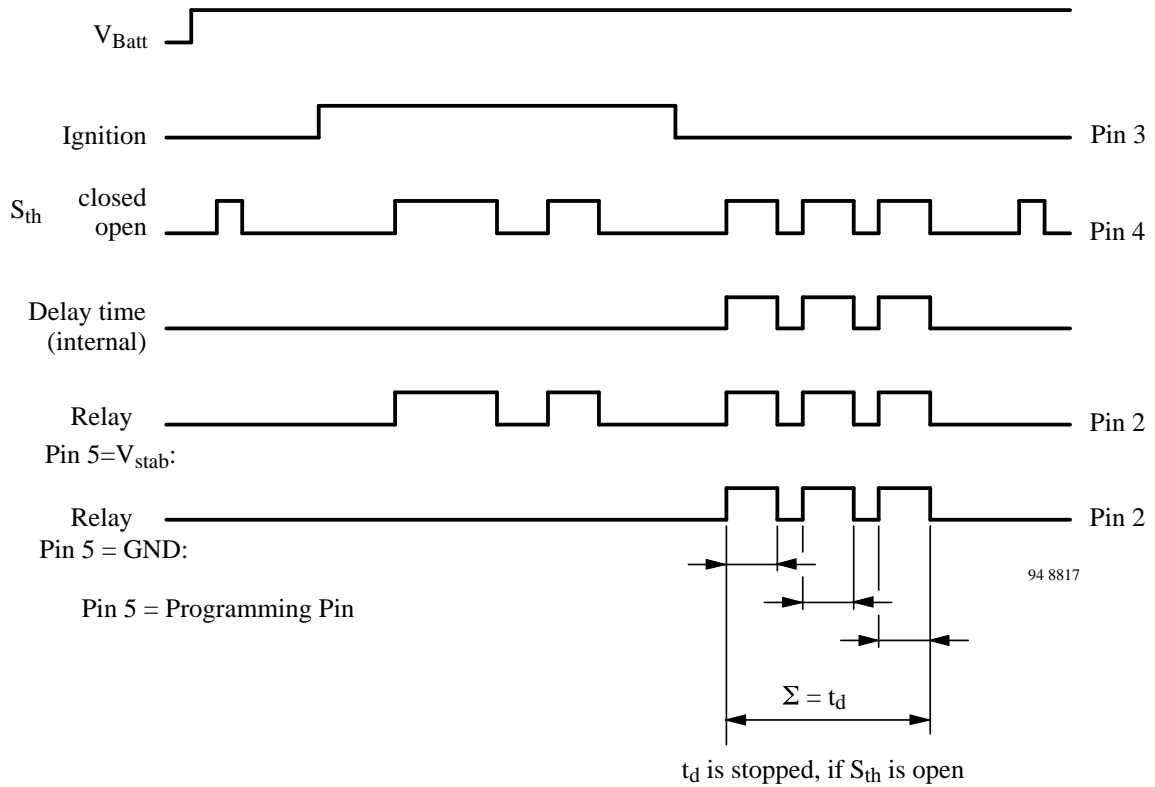 V_Batt
Ignition
Pin 3
S_th
closed
open
Pin 4
Delay time
(internal)
Relay
Pin 2
Pin 5=V_stab:
Relay
Pin 2
Pin 5 = GND:
94 8817
Pin 5 = Programming Pin
Σ = t_d
t_d is stopped, if S_th is open